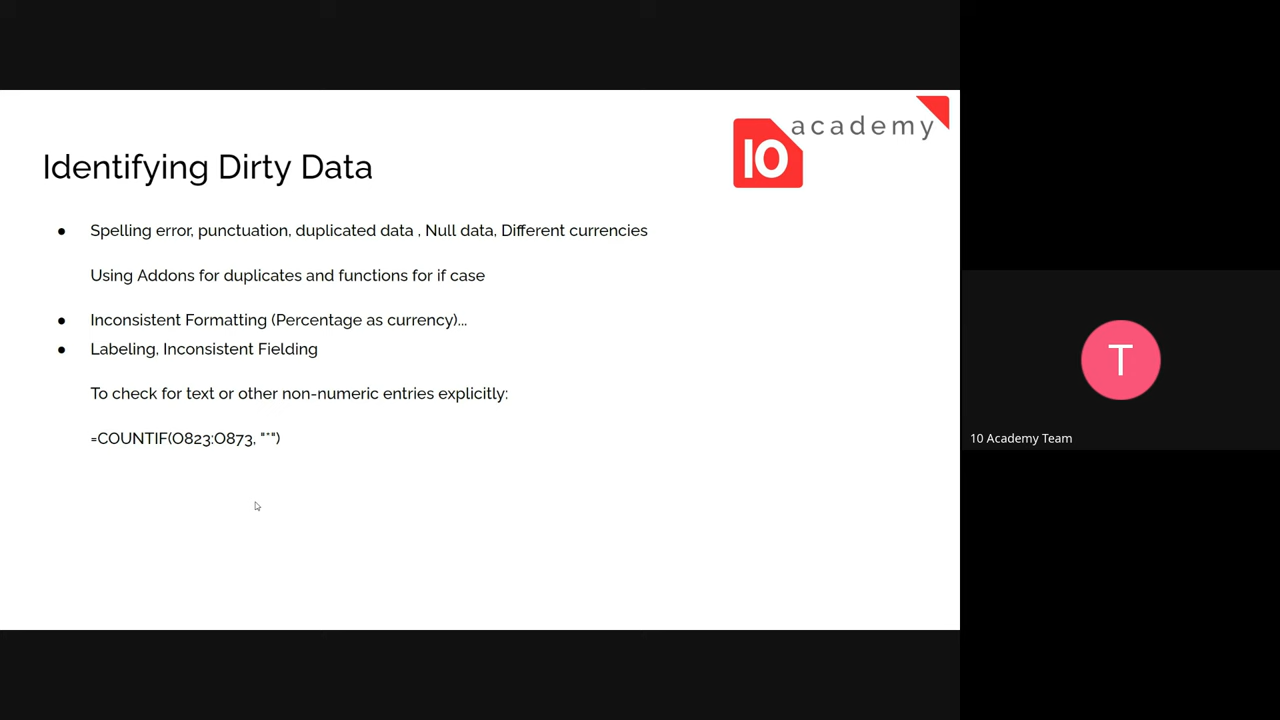 academy
10
Identifying Dirty Data
● Spelling error, punctuation, duplicated data , Null data, Different currencies
Using Addons for duplicates and functions for if case
● Inconsistent Formatting (Percentage as currency)...
● Labeling, Inconsistent Fielding
To check for text or other non-numeric entries explicitly:
=COUNTIF(O823:O873, "*")
T
10 Academy Team